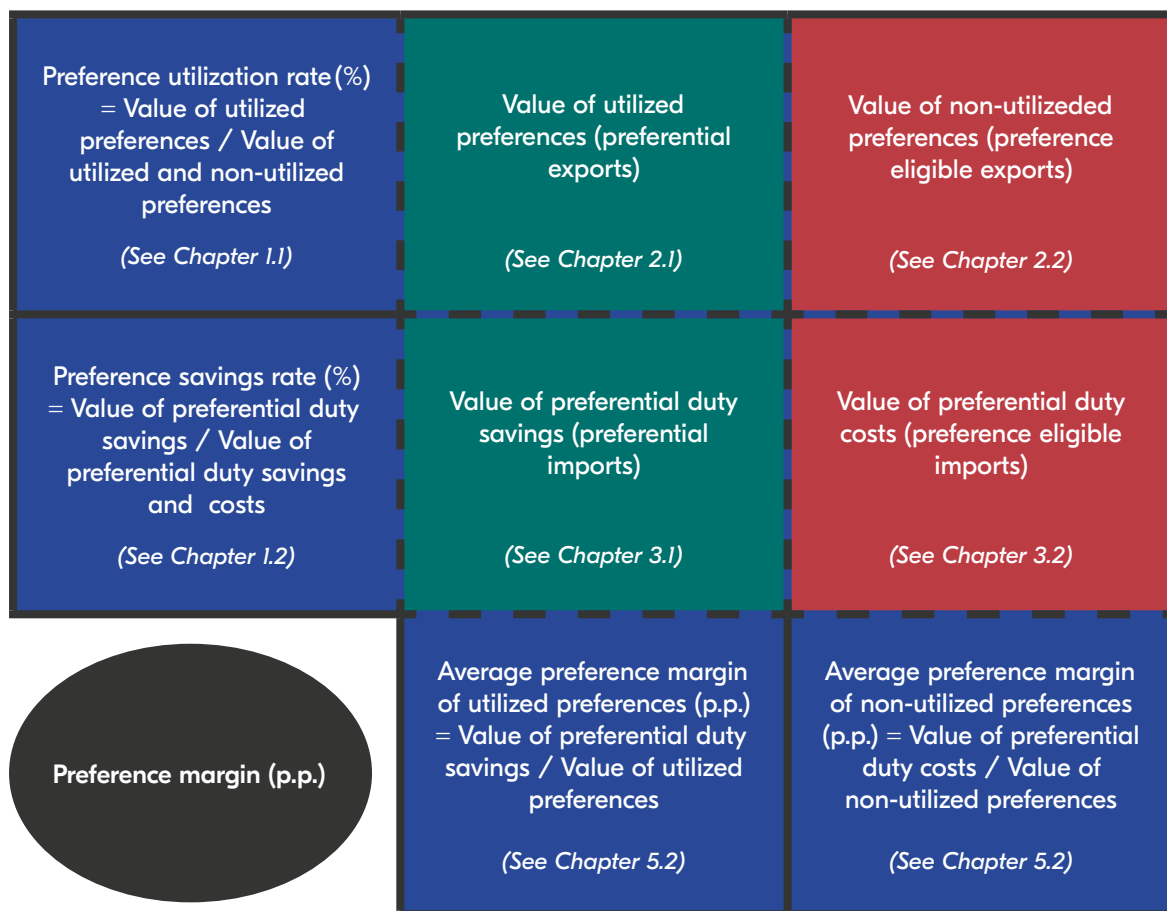 Preference utilization rate (%)
= Value of utilized
preferences / Value of
utilized and non-utilized
preferences
(See Chapter 1.1)
Value of utilized
preferences (preferential
exports)
(See Chapter 2.1)
Value of non-utilizeded
preferences (preference
eligible exports)
(See Chapter 2.2)
Preference savings rate (%)
= Value of preferential duty
savings / Value of
preferential duty savings
and costs
(See Chapter 1.2)
Value of preferential duty
savings (preferential
imports)
(See Chapter 3.1)
Value of preferential duty
costs (preference eligible
imports)
(See Chapter 3.2)
Preference margin (p.p.)
Average preference margin
of utilized preferences (p.p.)
= Value of preferential duty
savings / Value of utilized
preferences
(See Chapter 5.2)
Average preference margin
of non-utilized preferences
(p.p.) = Value of preferential
duty costs / Value of
non-utilized preferences
(See Chapter 5.2)